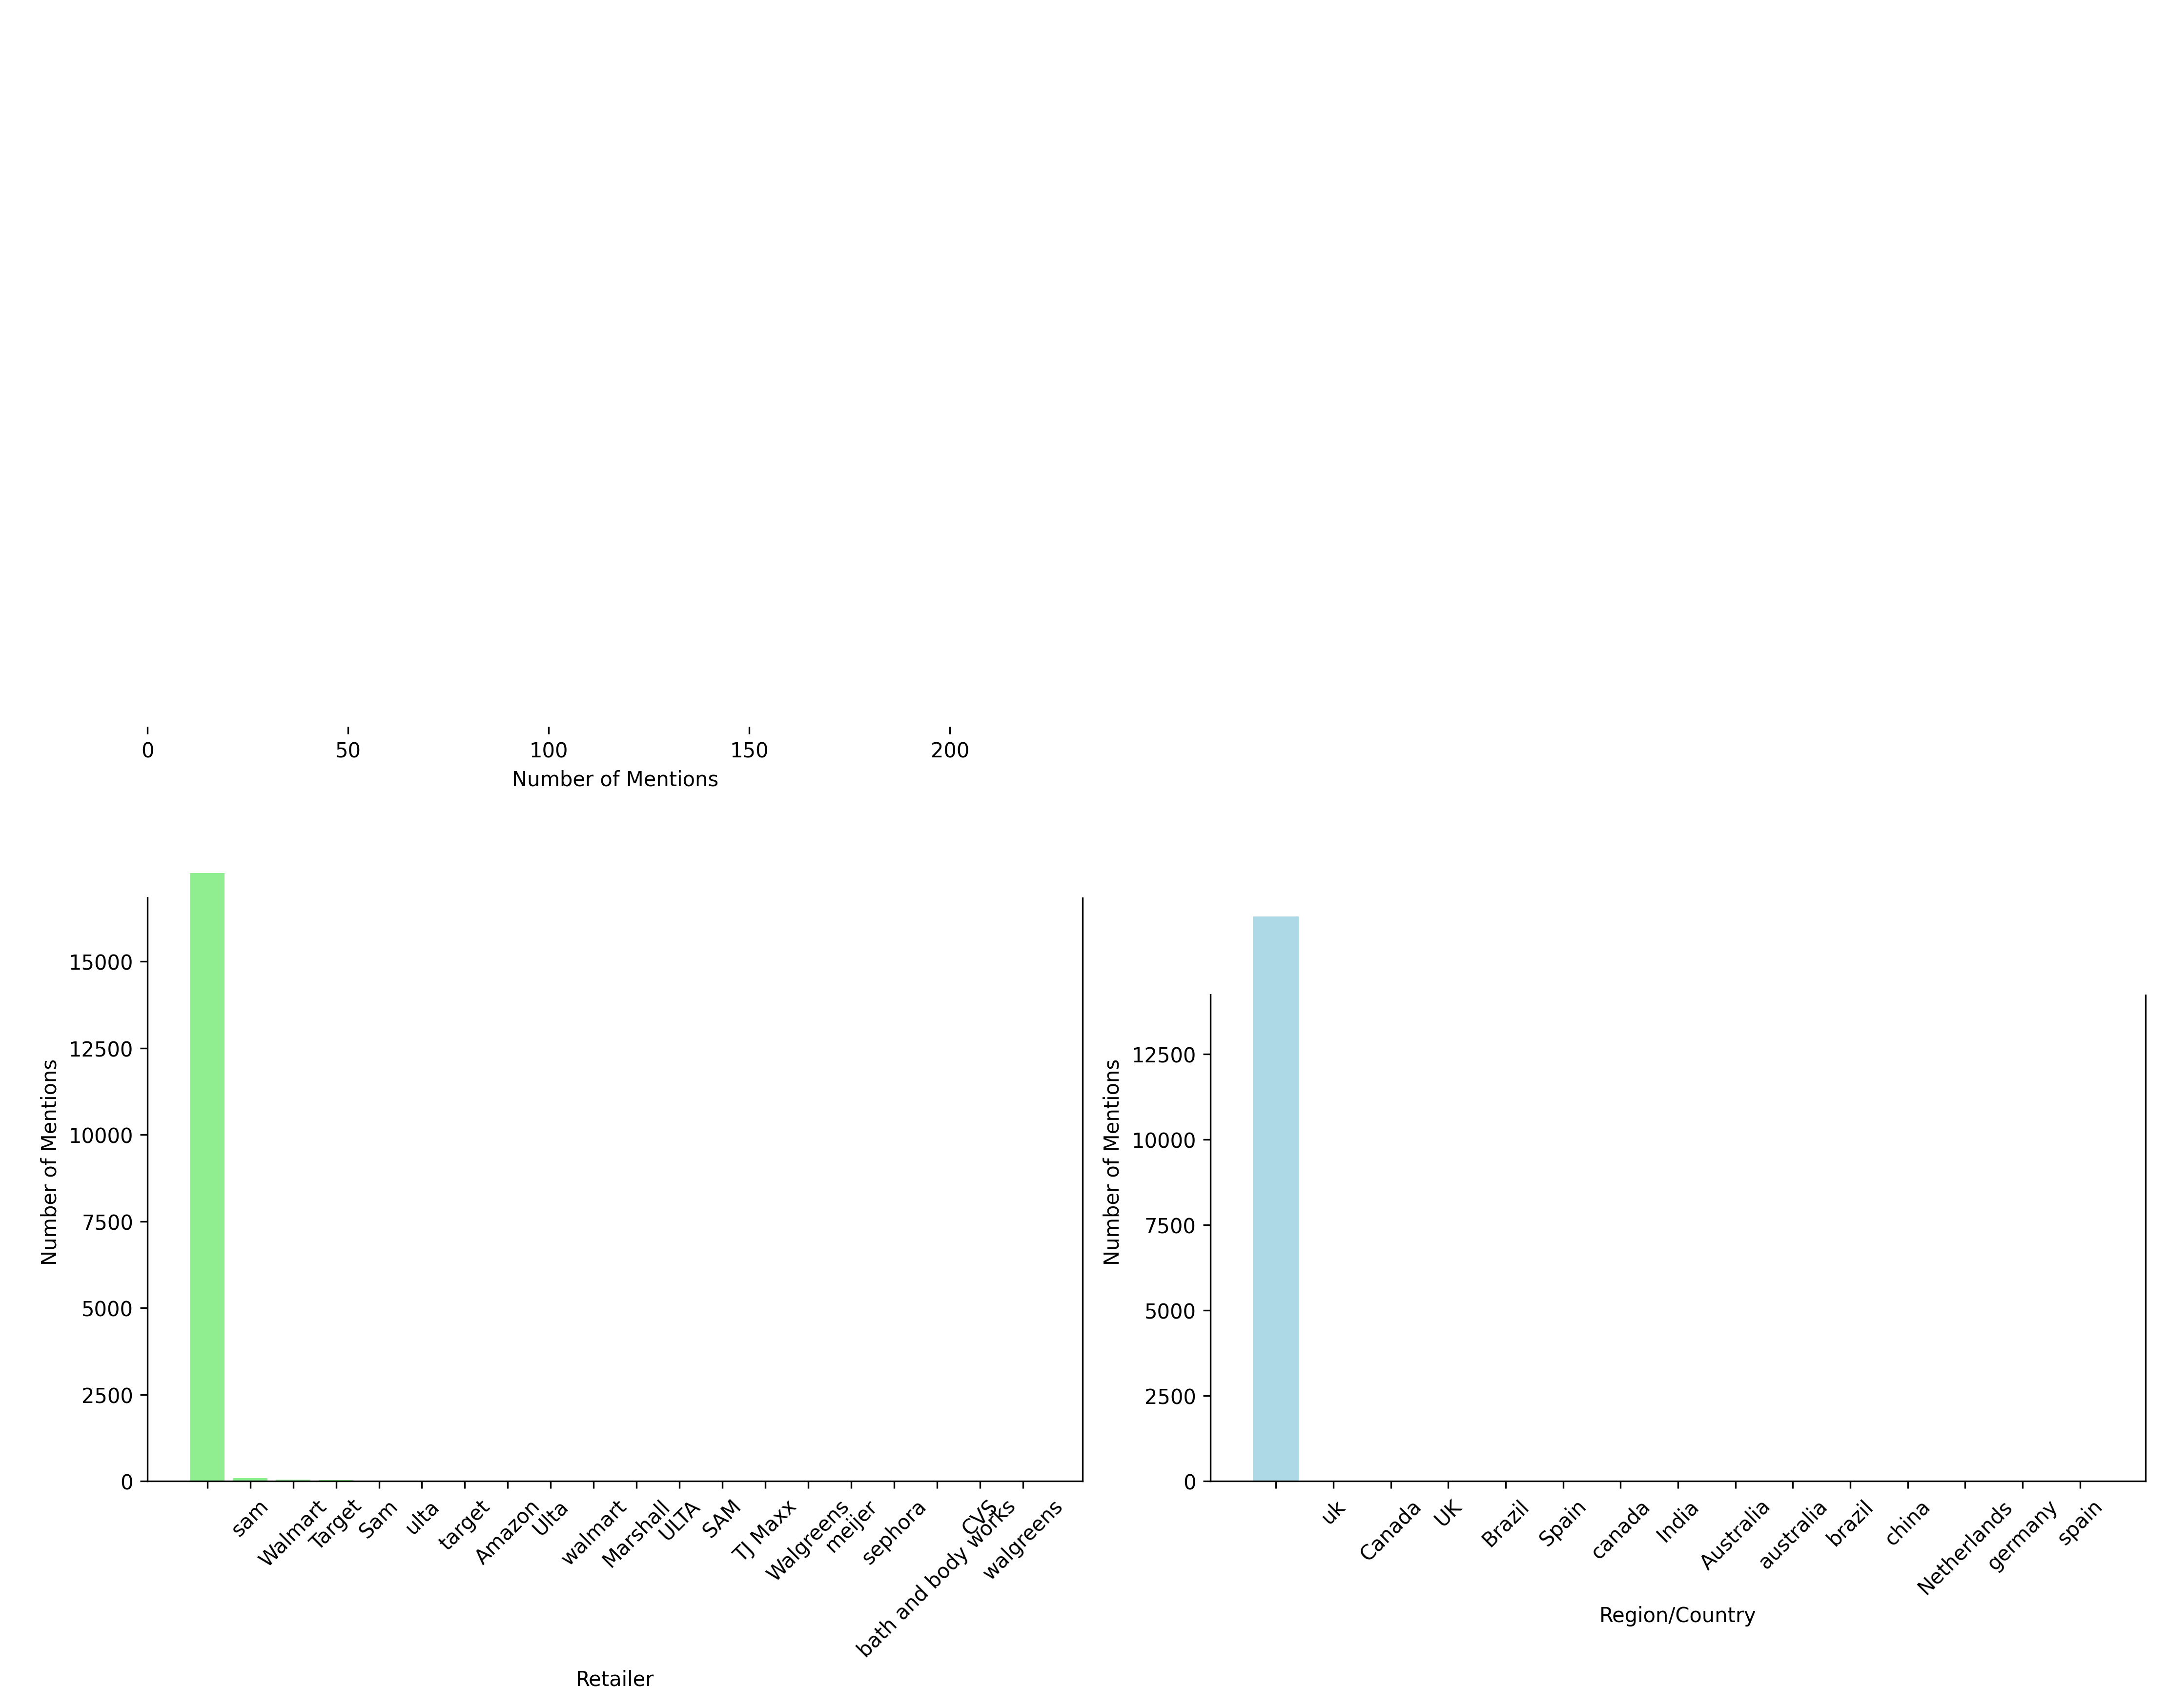 0 50 100 150 200
Number of Mentions
Number of Mentions
15000
12500
10000
7500
5000
2500
0
sam Walmart Target Sam ulta target Amazon Ulta walmart Marshall ULTA SAM TJ Maxx Walgreens meijer sephora bath and body works CVS walgreens
Retailer
Number of Mentions
12500
10000
7500
5000
2500
0
uk Canada UK Brazil Spain canada India Australia australia brazil china Netherlands germany spain
Region/Country